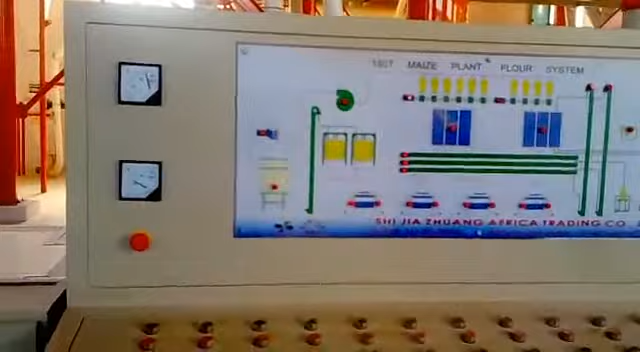 MAIZE PLANT FLOUR SYSTEM
SHI JIA ZHUANG AFRICA TRADING CO